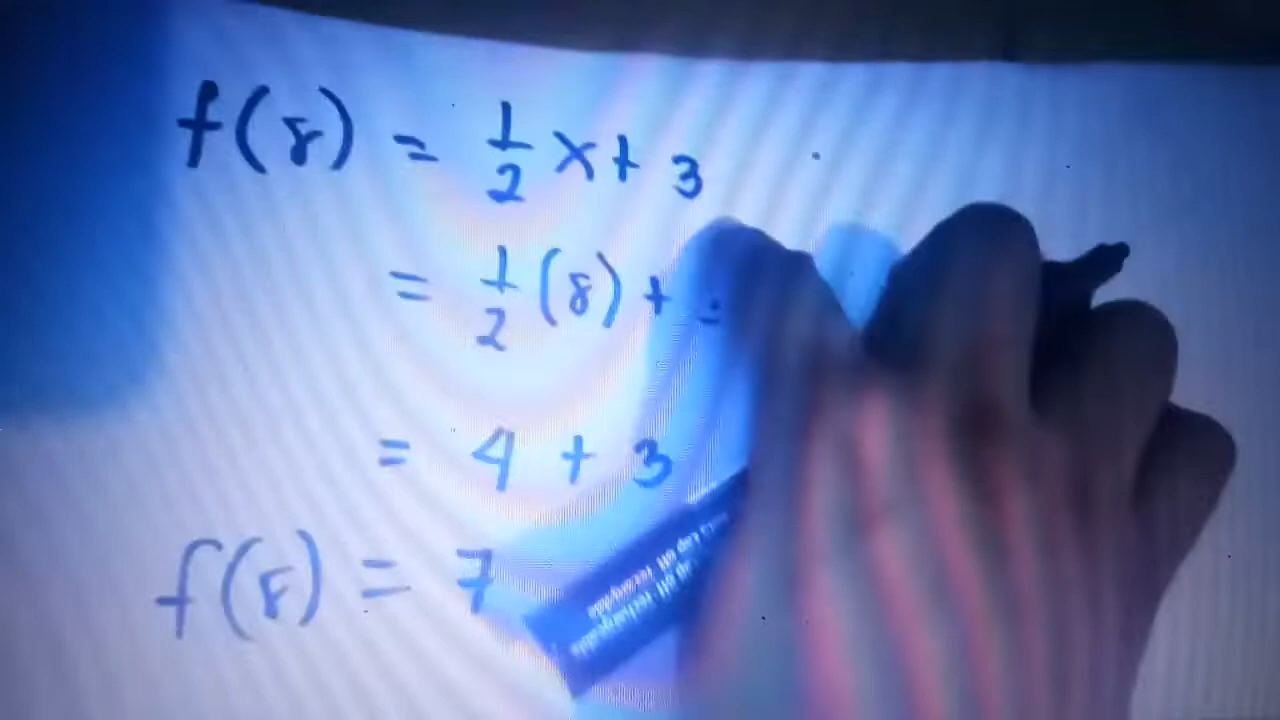 f(8) = 1/2 x + 3
= 1/2 (8) +
= 4 + 3
f(8) = 7